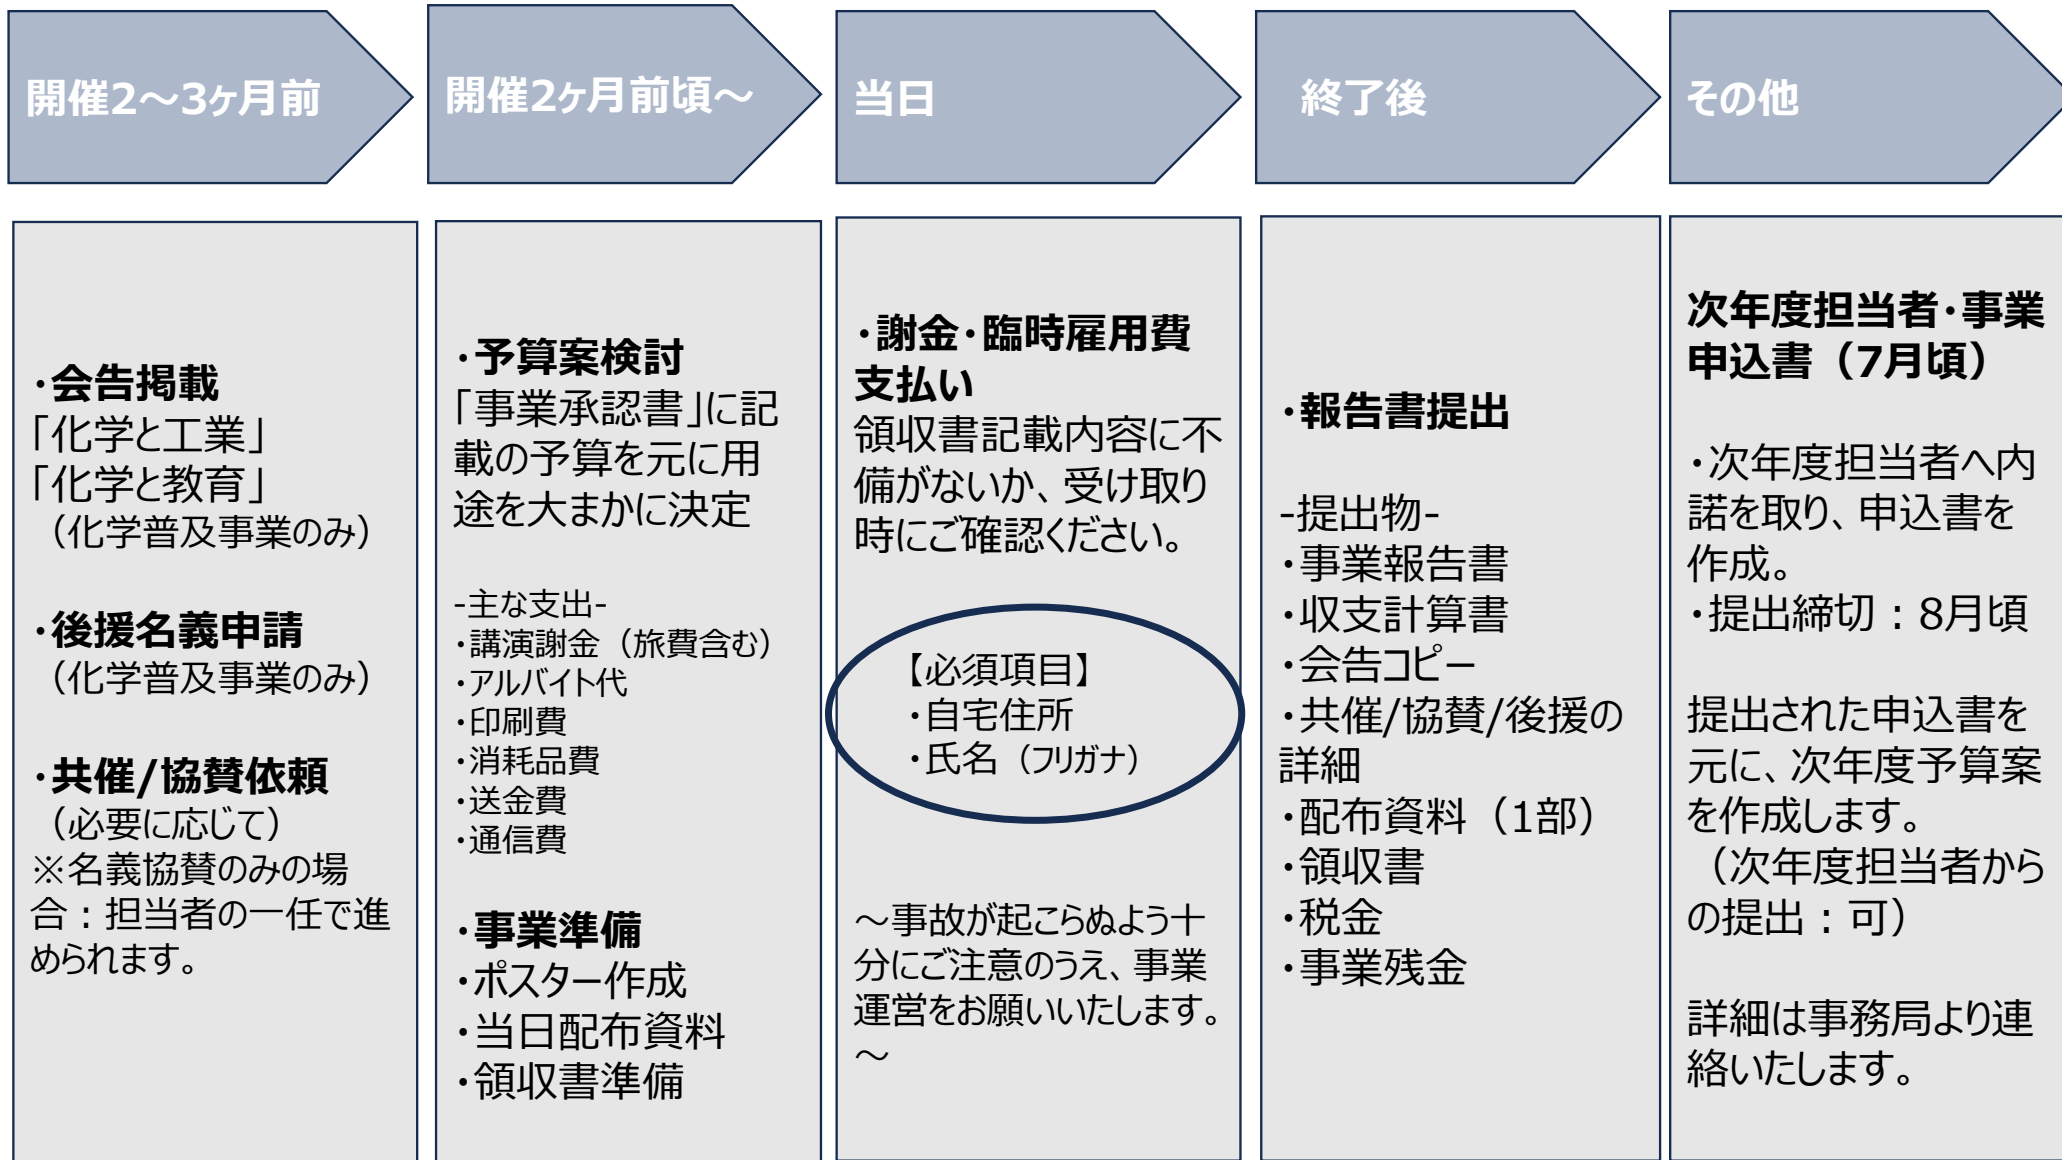 開催2～3ヶ月前
開催2ヶ月前頃～
当日
終了後
その他
・会告掲載
「化学と工業」
「化学と教育」
（化学普及事業のみ）
・後援名義申請
（化学普及事業のみ）
・共催/協賛依頼
（必要に応じて）
※名義協賛のみの場
合：担当者の一任で進
められます。
・予算案検討
「事業承認書」に記
載の予算を元に用
途を大まかに決定
-主な支出-
・講演謝金（旅費含む）
・アルバイト代
・印刷費
・消耗品費
・送金費
・通信費
・事業準備
・ポスター作成
・当日配布資料
・領収書準備
・謝金・臨時雇用費
支払い
領収書記載内容に不
備がないか、受け取り
時にご確認ください。
【必須項目】
・自宅住所
・氏名（フリガナ）
～事故が起こらぬよう十
分にご注意のうえ、事業
運営をお願いいたします。
～
・報告書提出
-提出物-
・事業報告書
・収支計算書
・会告コピー
・共催/協賛/後援の
詳細
・配布資料（1部）
・領収書
・税金
・事業残金
次年度担当者・事業
申込書（7月頃）
・次年度担当者へ内
諾を取り、申込書を
作成。
・提出締切：8月頃
提出された申込書を
元に、次年度予算案
を作成します。
（次年度担当者から
の提出：可）
詳細は事務局より連
絡いたします。